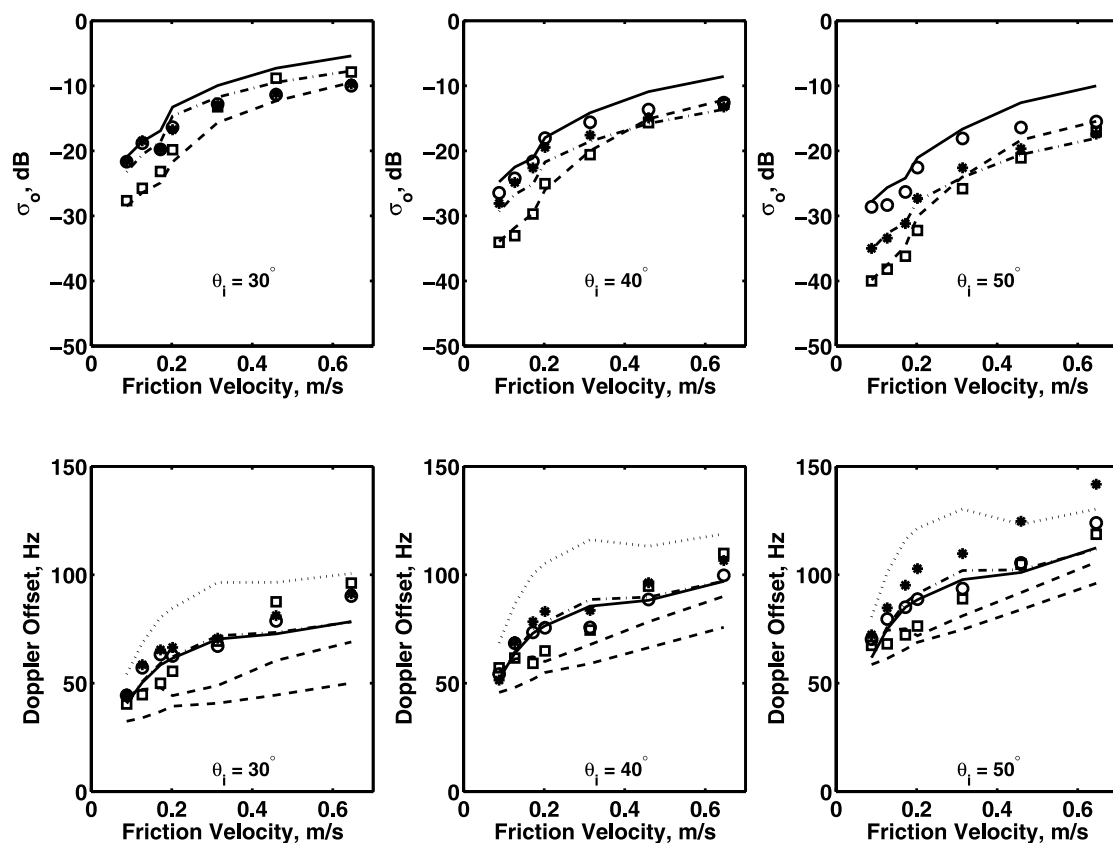 0
−10
−20
−30
−40
−50
σo, dB
θi = 30°
0 0.2 0.4 0.6
Friction Velocity, m/s
0
−10
−20
−30
−40
−50
σo, dB
θi = 40°
0 0.2 0.4 0.6
Friction Velocity, m/s
0
−10
−20
−30
−40
−50
σo, dB
θi = 50°
0 0.2 0.4 0.6
Friction Velocity, m/s
150
100
50
0
Doppler Offset, Hz
θi = 30°
0 0.2 0.4 0.6
Friction Velocity, m/s
150
100
50
0
Doppler Offset, Hz
θi = 40°
0 0.2 0.4 0.6
Friction Velocity, m/s
150
100
50
0
Doppler Offset, Hz
θi = 50°
0 0.2 0.4 0.6
Friction Velocity, m/s